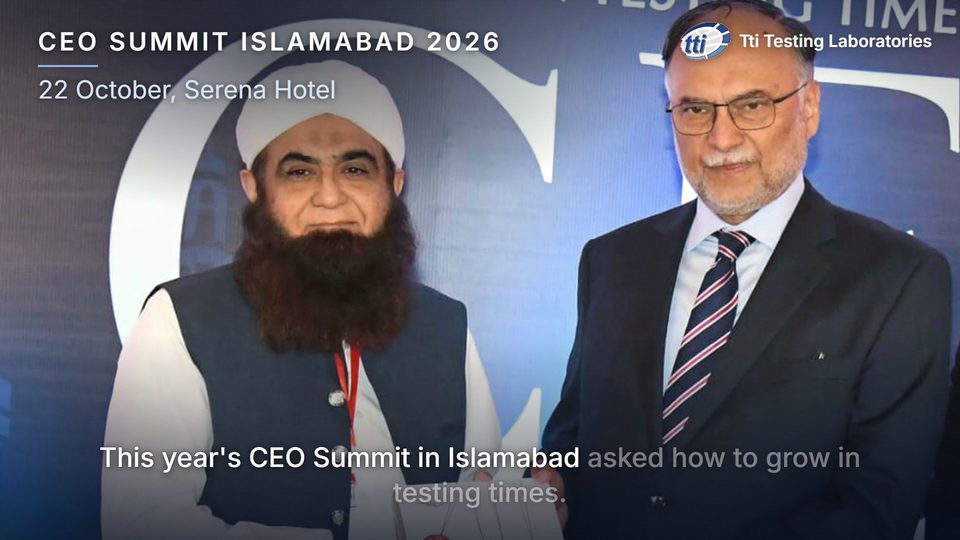 TESTING TIME
CEO SUMMIT ISLAMABAD 2026
tti Tti Testing Laboratories
22 October, Serena Hotel
CE
This year's CEO Summit in Islamabad asked how to grow in
testing times.